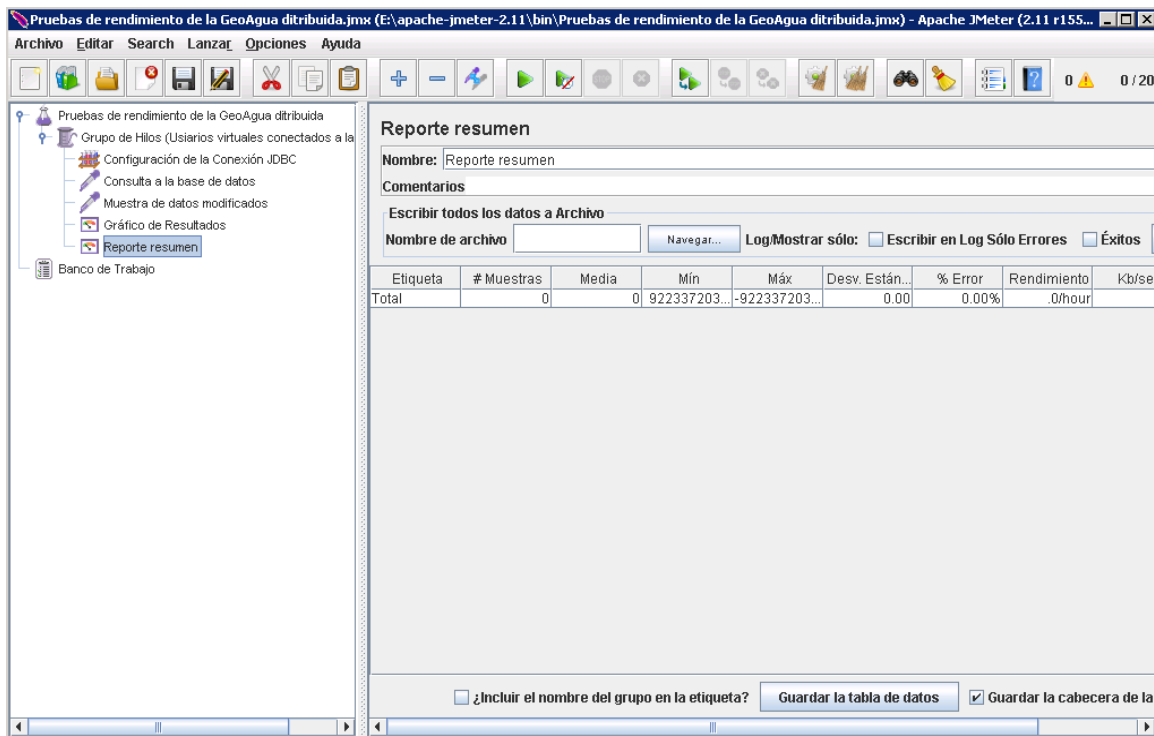 Pruebas de rendimiento de la GeoAgua ditribuida.jmx (E:\apache-jmeter-2.11\bin\Pruebas de rendimiento de la GeoAgua ditribuida.jmx) - Apache JMeter (2.11 r155...
Archivo Editar Search Lanzar Opciones Ayuda
0 0 / 20
Pruebas de rendimiento de la GeoAgua ditribuida
Grupo de Hilos (Usiarios virtuales conectados a la
Configuración de la Conexión JDBC
Consulta a la base de datos
Muestra de datos modificados
Gráfico de Resultados
Reporte resumen
Banco de Trabajo
Reporte resumen
Nombre: Reporte resumen
Comentarios
Escribir todos los datos a Archivo
Nombre de archivo Navegar... Log/Mostrar sólo: Escribir en Log Sólo Errores Éxitos
Etiqueta # Muestras Media Mín Máx Desv. Están... % Error Rendimiento Kb/se
Total 0 0 922337203... -922337203... 0.00 0.00% .0/hour
¿Incluir el nombre del grupo en la etiqueta? Guardar la tabla de datos Guardar la cabecera de la